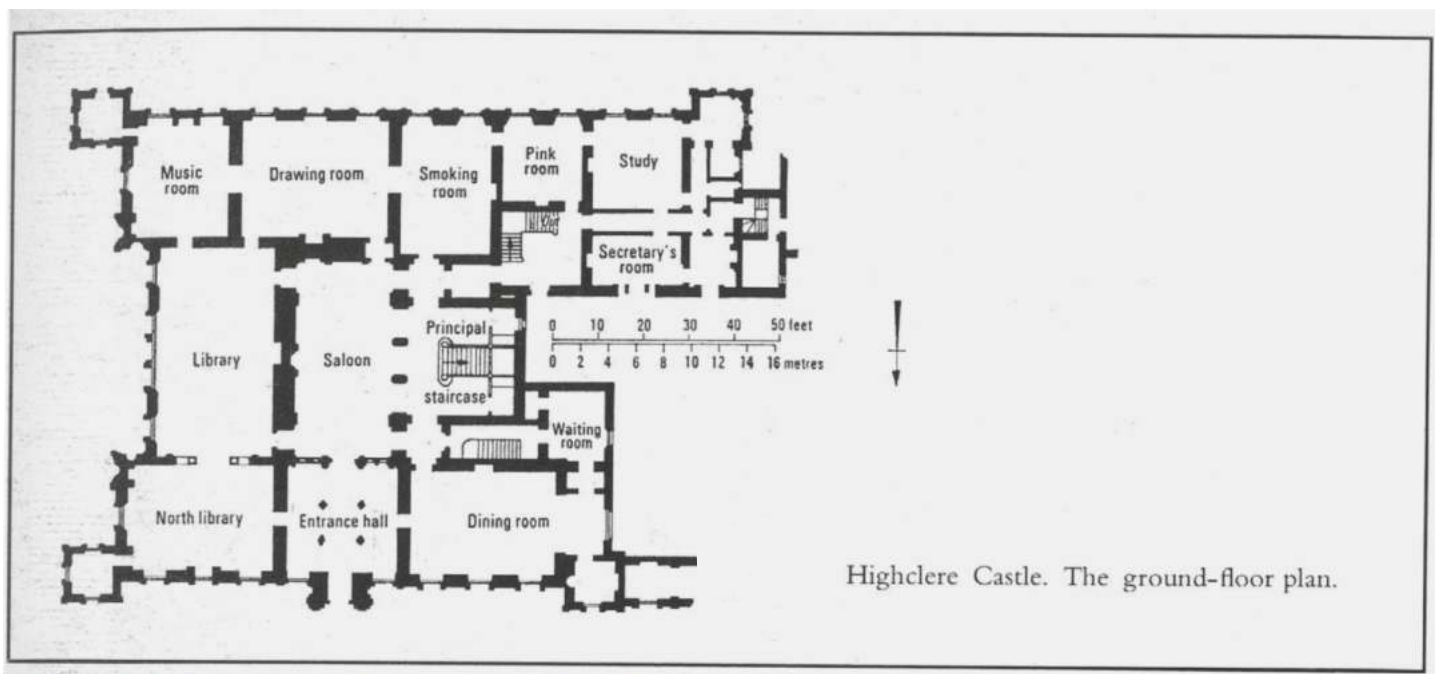 Music
room
Drawing room
Smoking
room
Pink
room
Study
Secretary's
room
Principal
staircase
0 10 20 30 40 50 feet
0 2 4 6 8 10 12 14 16 metres
Library
Saloon
Waiting
room
North library
Entrance hall
Dining room
Highclere Castle. The ground-floor plan.